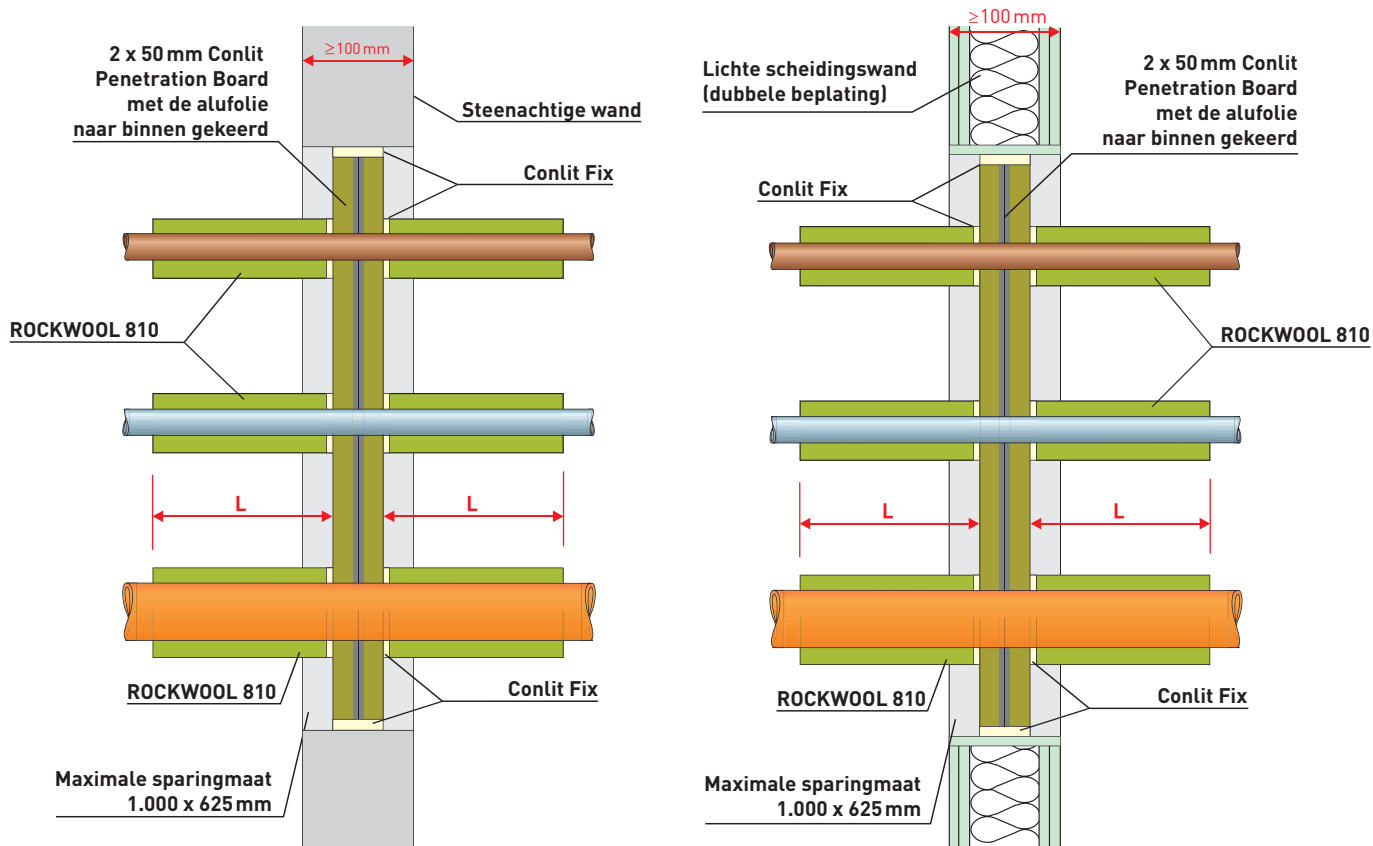 ≥100 mm
2 x 50 mm Conlit
Penetration Board
met de alufolie
naar binnen gekeerd
Steenachtige wand
Conlit Fix
ROCKWOOL 810
L
L
ROCKWOOL 810
Conlit Fix
Maximale sparingmaat
1.000 x 625 mm
≥100 mm
Lichte scheidingswand
(dubbele beplating)
2 x 50 mm Conlit
Penetration Board
met de alufolie
naar binnen gekeerd
Conlit Fix
ROCKWOOL 810
L
L
ROCKWOOL 810
Conlit Fix
Maximale sparingmaat
1.000 x 625 mm